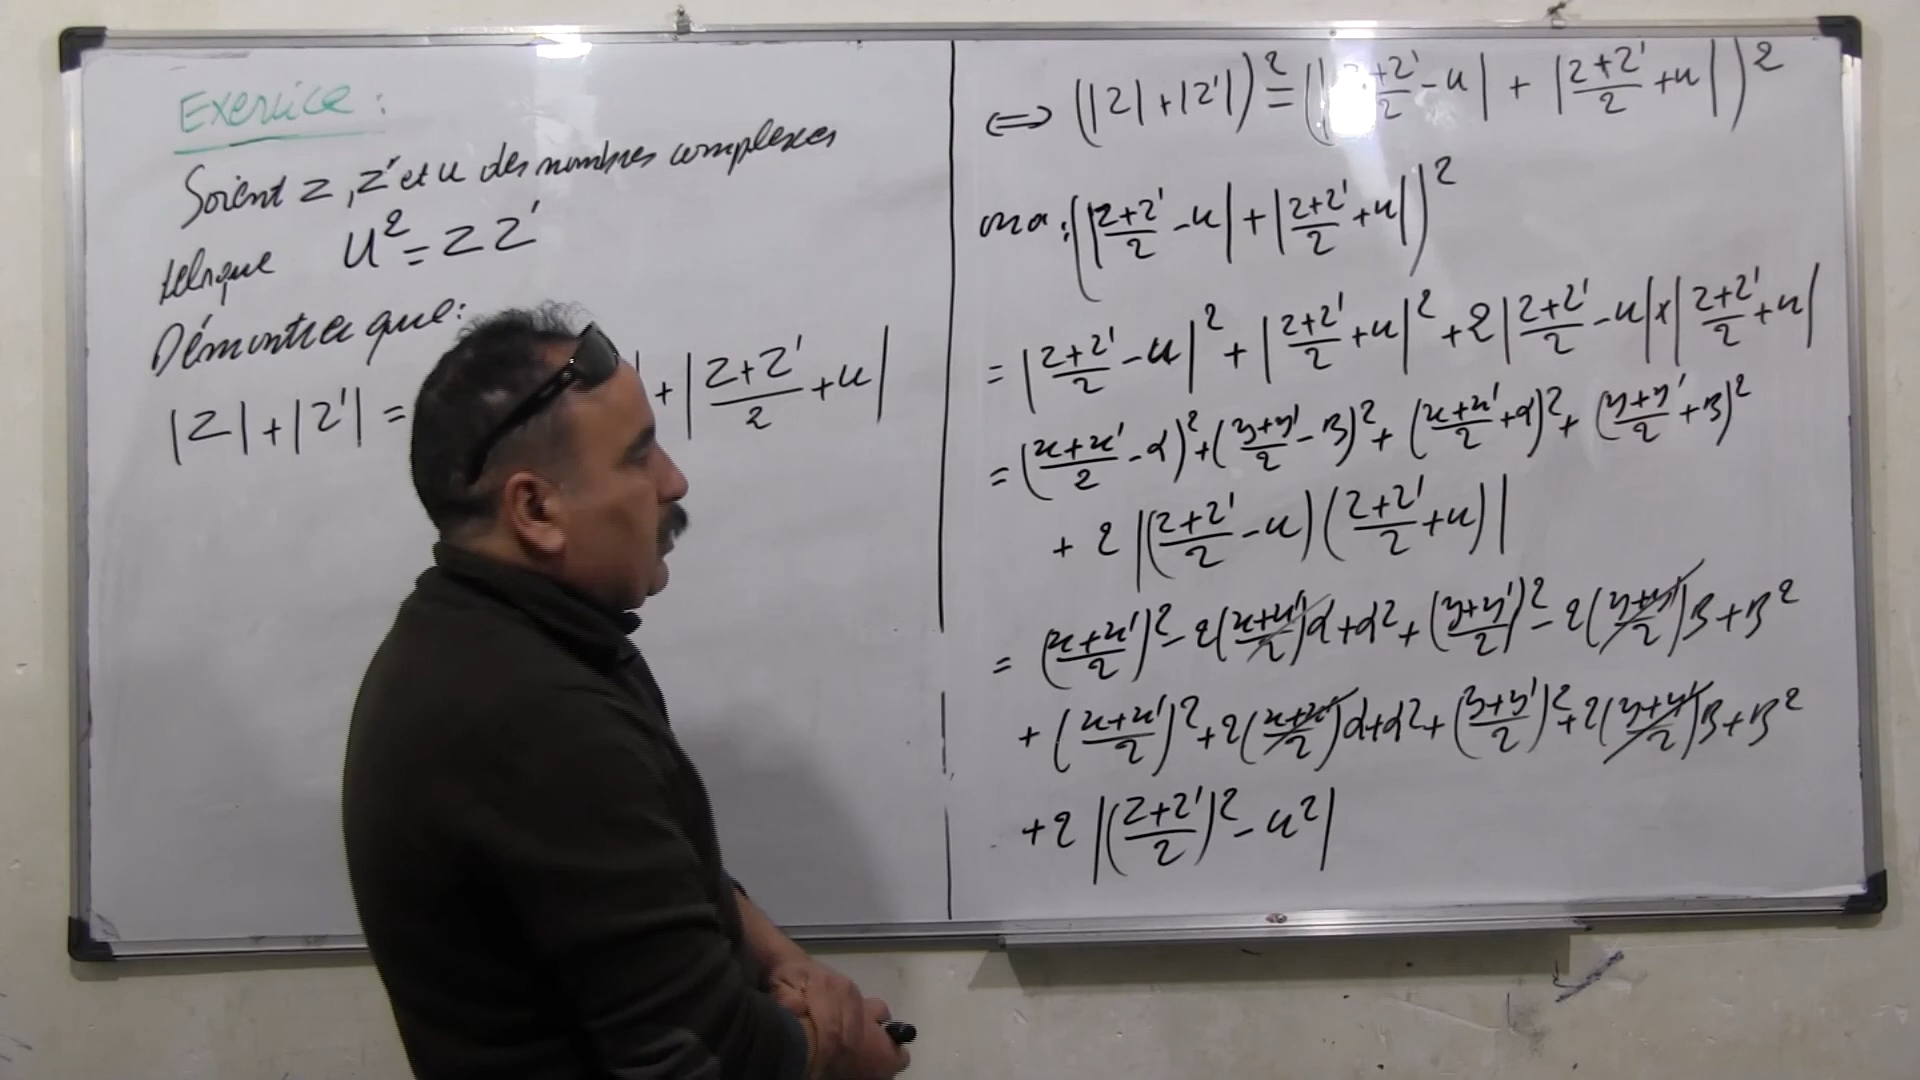 Exercice :
Soient z, z' et u des nombres complexes
telsque u² = z z'
Démontrer que :
|z| + |z'| = + |(z+z')/2 + u|
⇔ (|z| + |z'|)² = (| (z+z')/2 - u| + |(z+z')/2 + u|)²
on a : (|(z+z')/2 - u| + |(z+z')/2 + u|)²
= |(z+z')/2 - u|² + |(z+z')/2 + u|² + 2|(z+z')/2 - u| × |(z+z')/2 + u|
= ((x+x')/2 - α)² + ((y+y')/2 - β)² + ((x+x')/2 + α)² + ((y+y')/2 + β)²
+ 2 |((z+z')/2 - u) ((z+z')/2 + u)|
= ((x+x')/2)² - 2((x+x')/2)α + α² + ((y+y')/2)² - 2((y+y')/2)β + β²
+ ((x+x')/2)² + 2((x+x')/2)α + α² + ((y+y')/2)² + 2((y+y')/2)β + β²
+ 2 |((z+z')/2)² - u²|